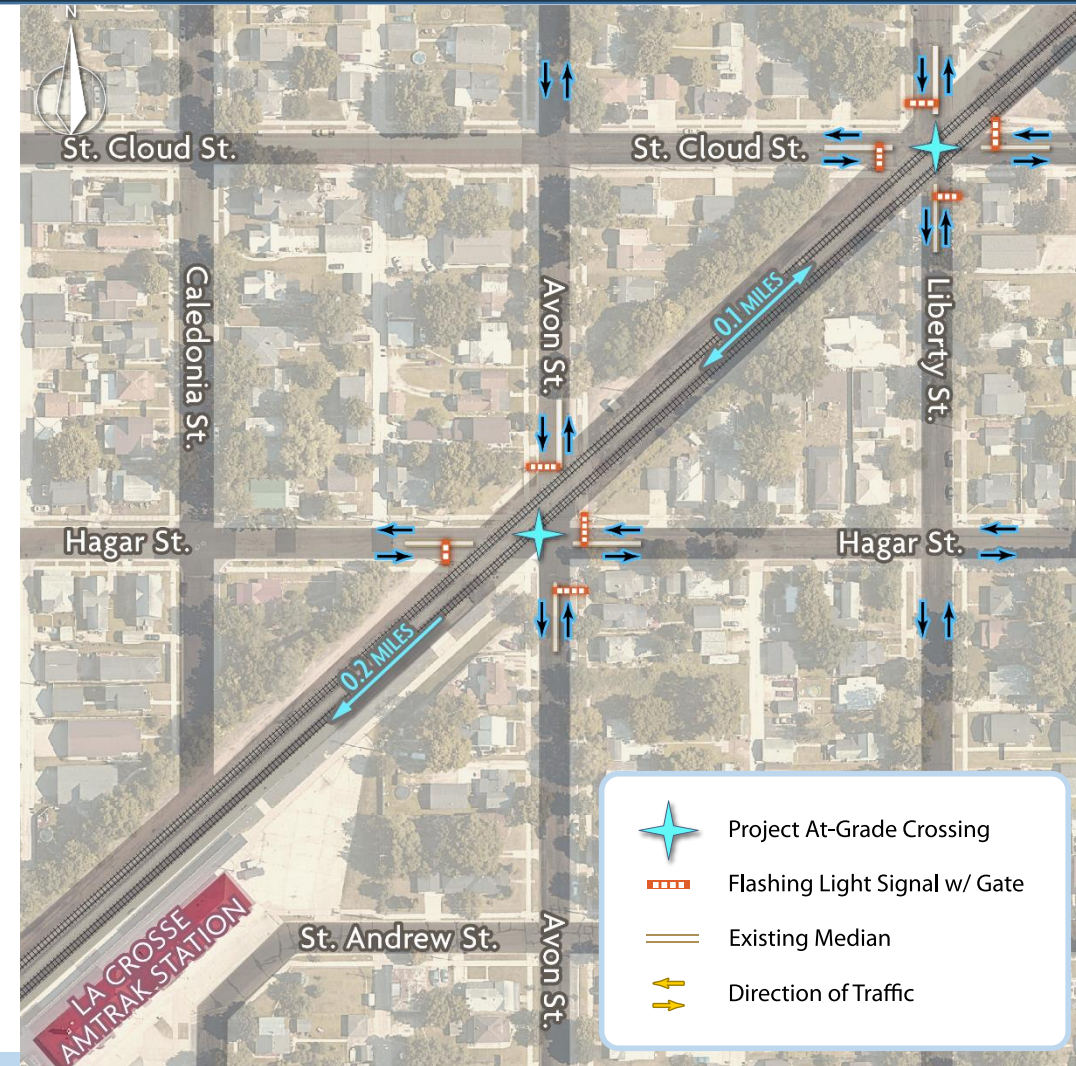 N
St. Cloud St.
St. Cloud St.
Caledonia St.
Avon St.
0.1 MILES
Liberty St.
Hagar St.
Hagar St.
0.2 MILES
LA CROSSE
AMTRAK STATION
St. Andrew St.
Avon St.
Project At-Grade Crossing
Flashing Light Signal w/ Gate
Existing Median
Direction of Traffic